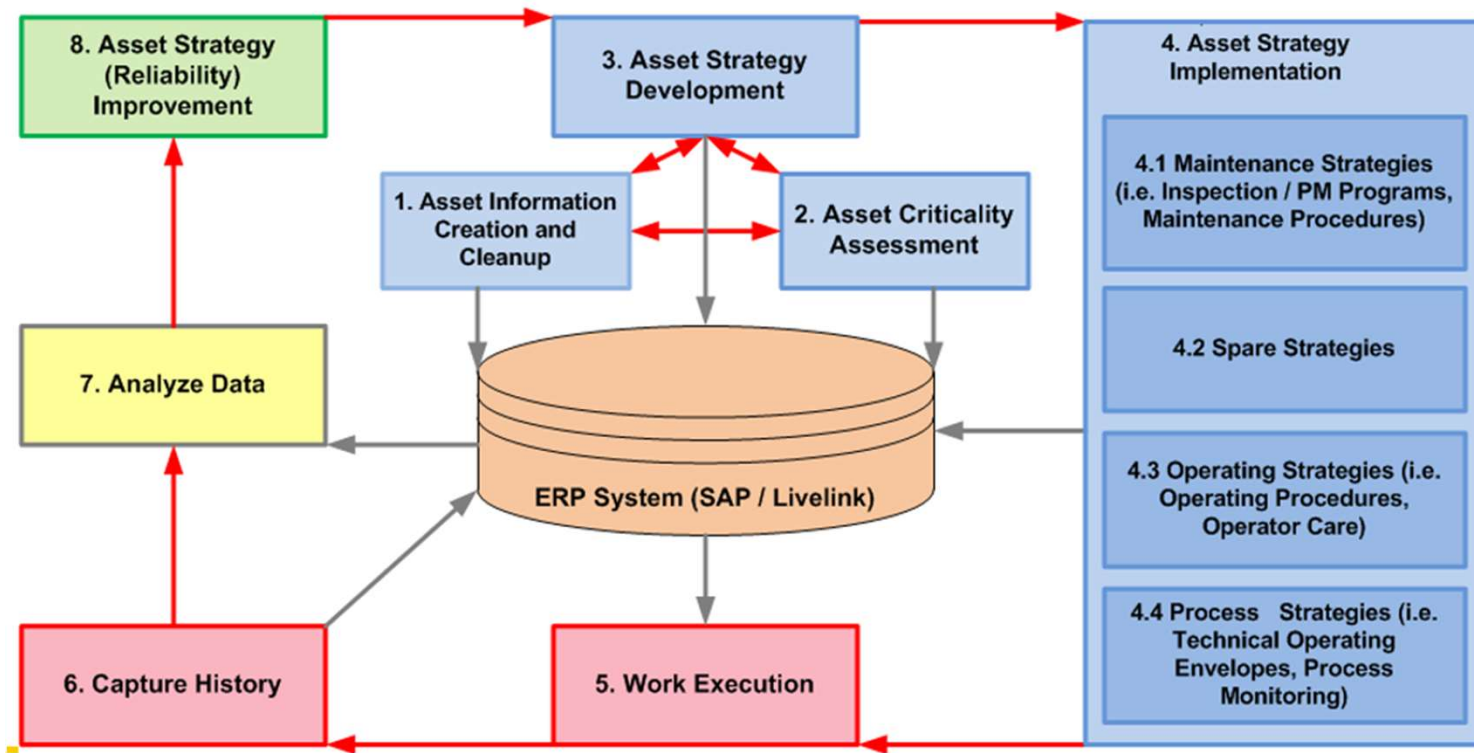 8. Asset Strategy
(Reliability)
Improvement
3. Asset Strategy
Development
4. Asset Strategy
Implementation
4.1 Maintenance Strategies
(i.e. Inspection / PM Programs,
Maintenance Procedures)
1. Asset Information
Creation and
Cleanup
2. Asset Criticality
Assessment
4.2 Spare Strategies
7. Analyze Data
ERP System (SAP / Livelink)
4.3 Operating Strategies (i.e.
Operating Procedures,
Operator Care)
4.4 Process Strategies (i.e.
Technical Operating
Envelopes, Process
Monitoring)
6. Capture History
5. Work Execution